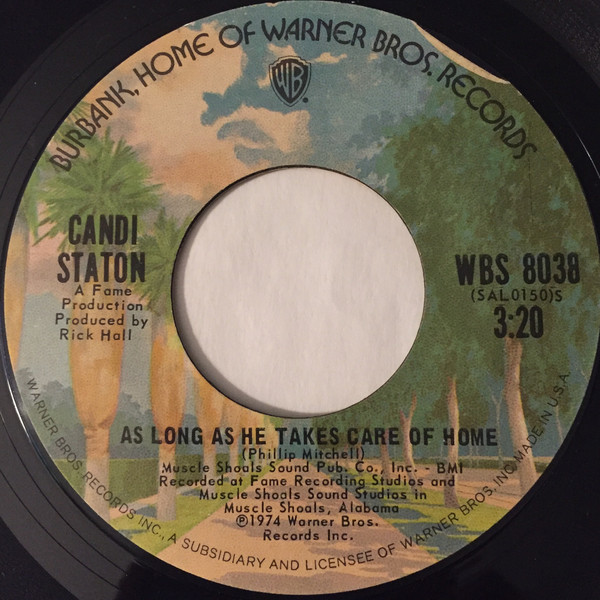 BURBANK, HOME OF WARNER BROS. RECORDS
WB
CANDI
STATON
A Fame
Production
Produced by
Rick Hall
WBS 8038
(SAL0150)S
3:20
AS LONG AS HE TAKES CARE OF HOME
(Phillip Mitchell)
Muscle Shoals Sound Pub. Co., Inc. - BMI
Recorded at Fame Recording Studios and
Muscle Shoals Sound Studios in
Muscle Shoals, Alabama
℗1974 Warner Bros.
Records Inc.
WARNER BROS. RECORDS INC., A SUBSIDIARY AND LICENSEE OF WARNER BROS. INC. MADE IN U.S.A.